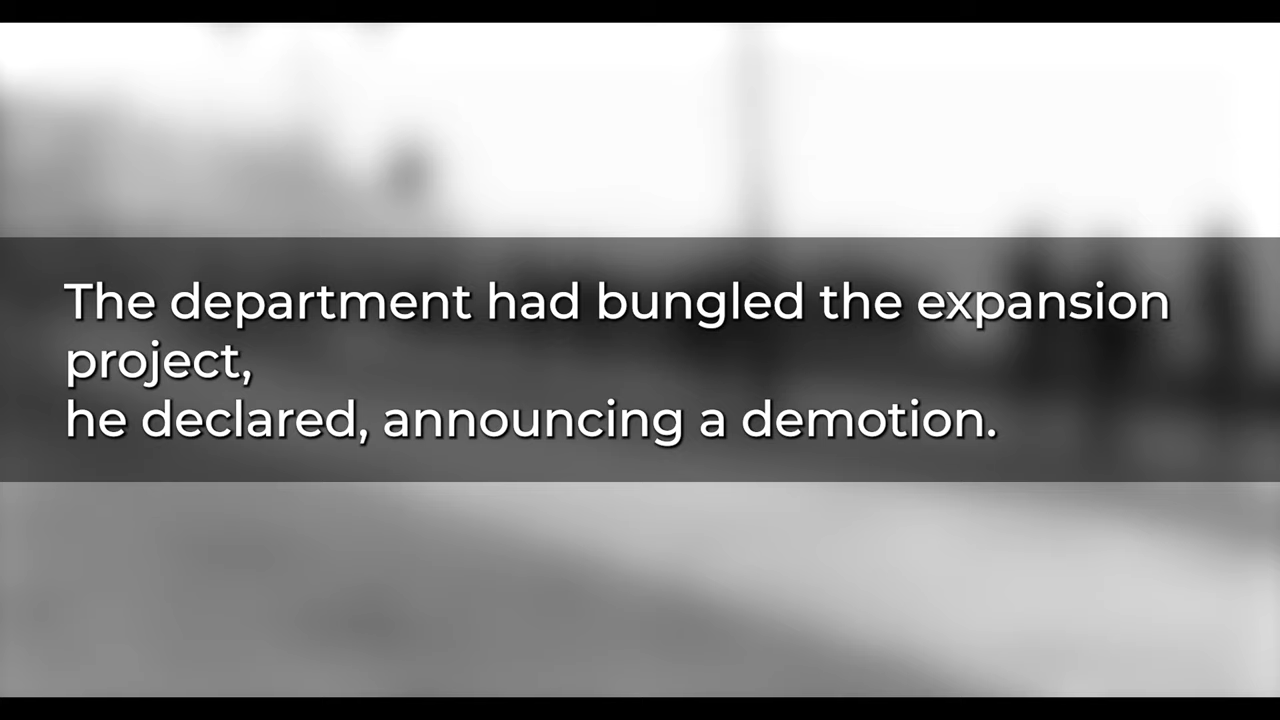 The department had bungled the expansion
project,
he declared, announcing a demotion.